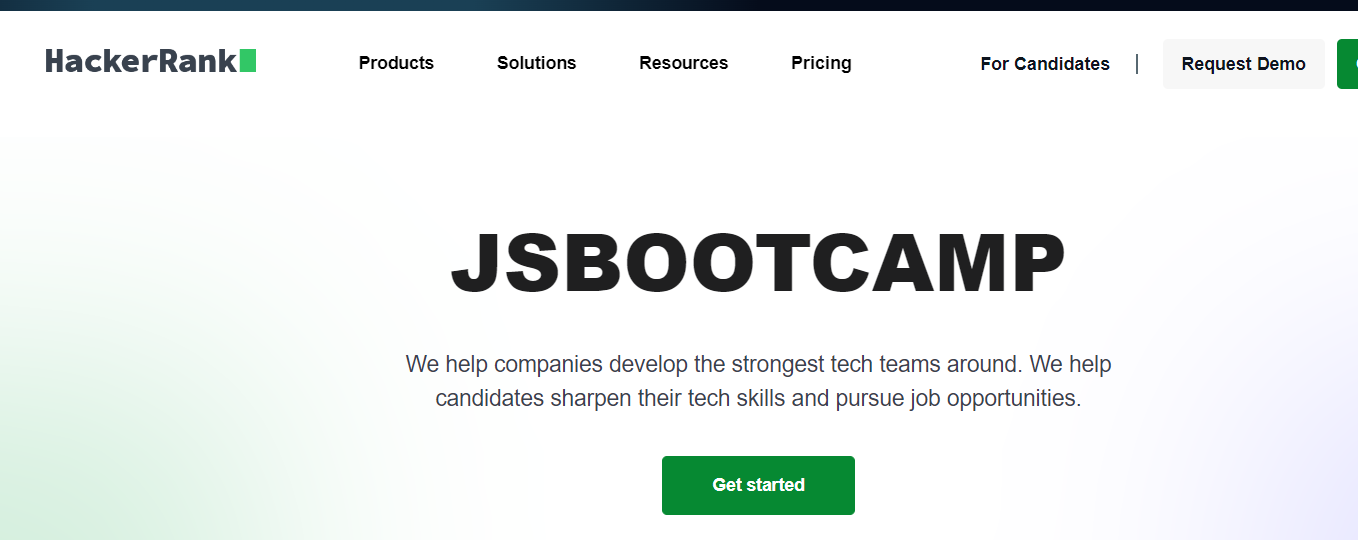 HackerRank
Products Solutions Resources Pricing For Candidates | Request Demo
JSBOOTCAMP
We help companies develop the strongest tech teams around. We help
candidates sharpen their tech skills and pursue job opportunities.
Get started